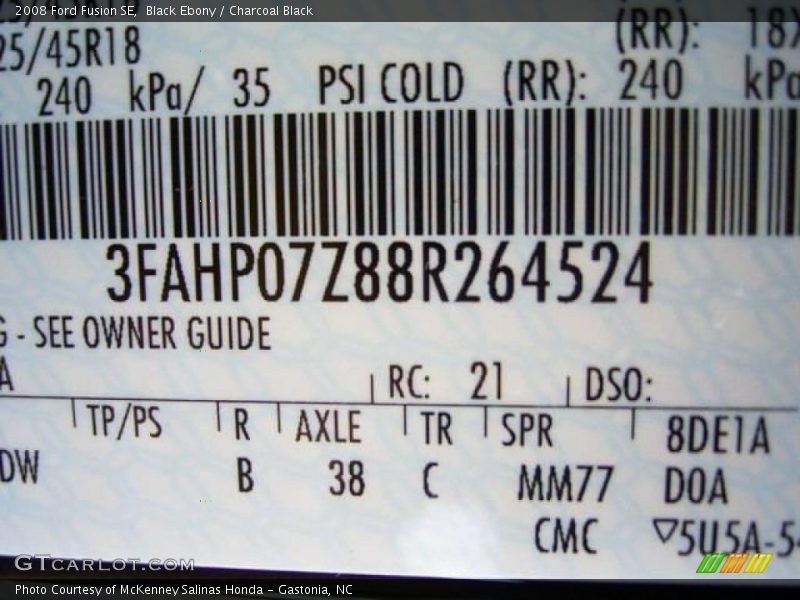 2008 Ford Fusion SE,  Black Ebony / Charcoal Black
(RR): 18X
25/45R18
240 kPa/ 35 PSI COLD (RR): 240 kPa
3FAHP07Z88R264524
G - SEE OWNER GUIDE
A RC: 21 DSO:
TP/PS R AXLE TR SPR 8DE1A
DW B 38 C MM77 D0A
CMC ▽5U5A-54
GTCARLOT.COM
Photo Courtesy of McKenney Salinas Honda - Gastonia, NC